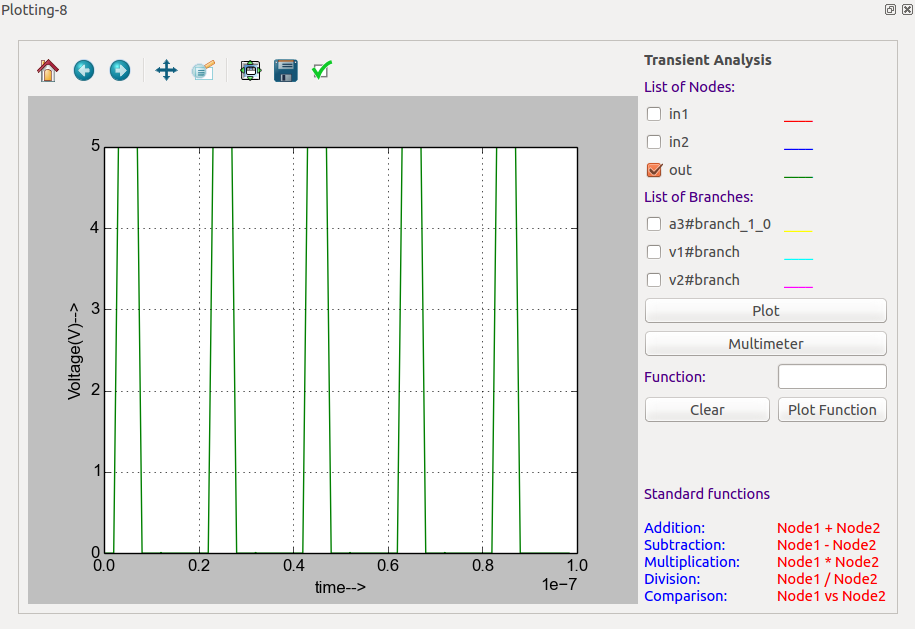 Plotting-8
Transient Analysis
List of Nodes:
in1
in2
out
List of Branches:
a3#branch_1_0
v1#branch
v2#branch
Plot
Multimeter
Function:
Clear Plot Function
Standard functions
Addition: Node1 + Node2
Subtraction: Node1 - Node2
Multiplication: Node1 * Node2
Division: Node1 / Node2
Comparison: Node1 vs Node2
5
4
3
2
1
0
Voltage(V)-->
0.0 0.2 0.4 0.6 0.8 1.0
time-->
1e−7